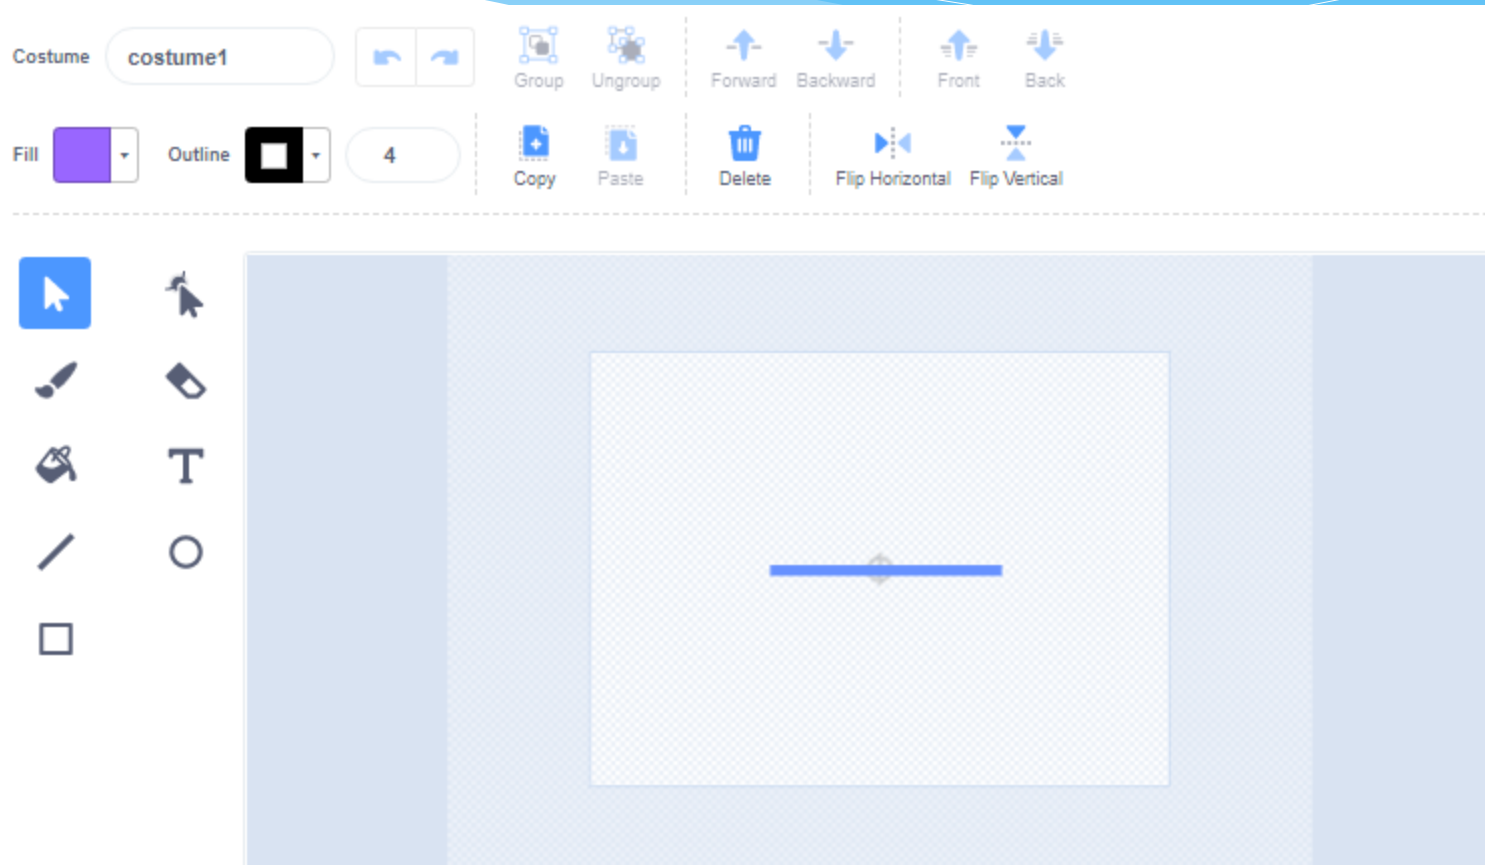 Costume costume1 Group Ungroup Forward Backward Front Back
Fill Outline 4 Copy Paste Delete Flip Horizontal Flip Vertical
T